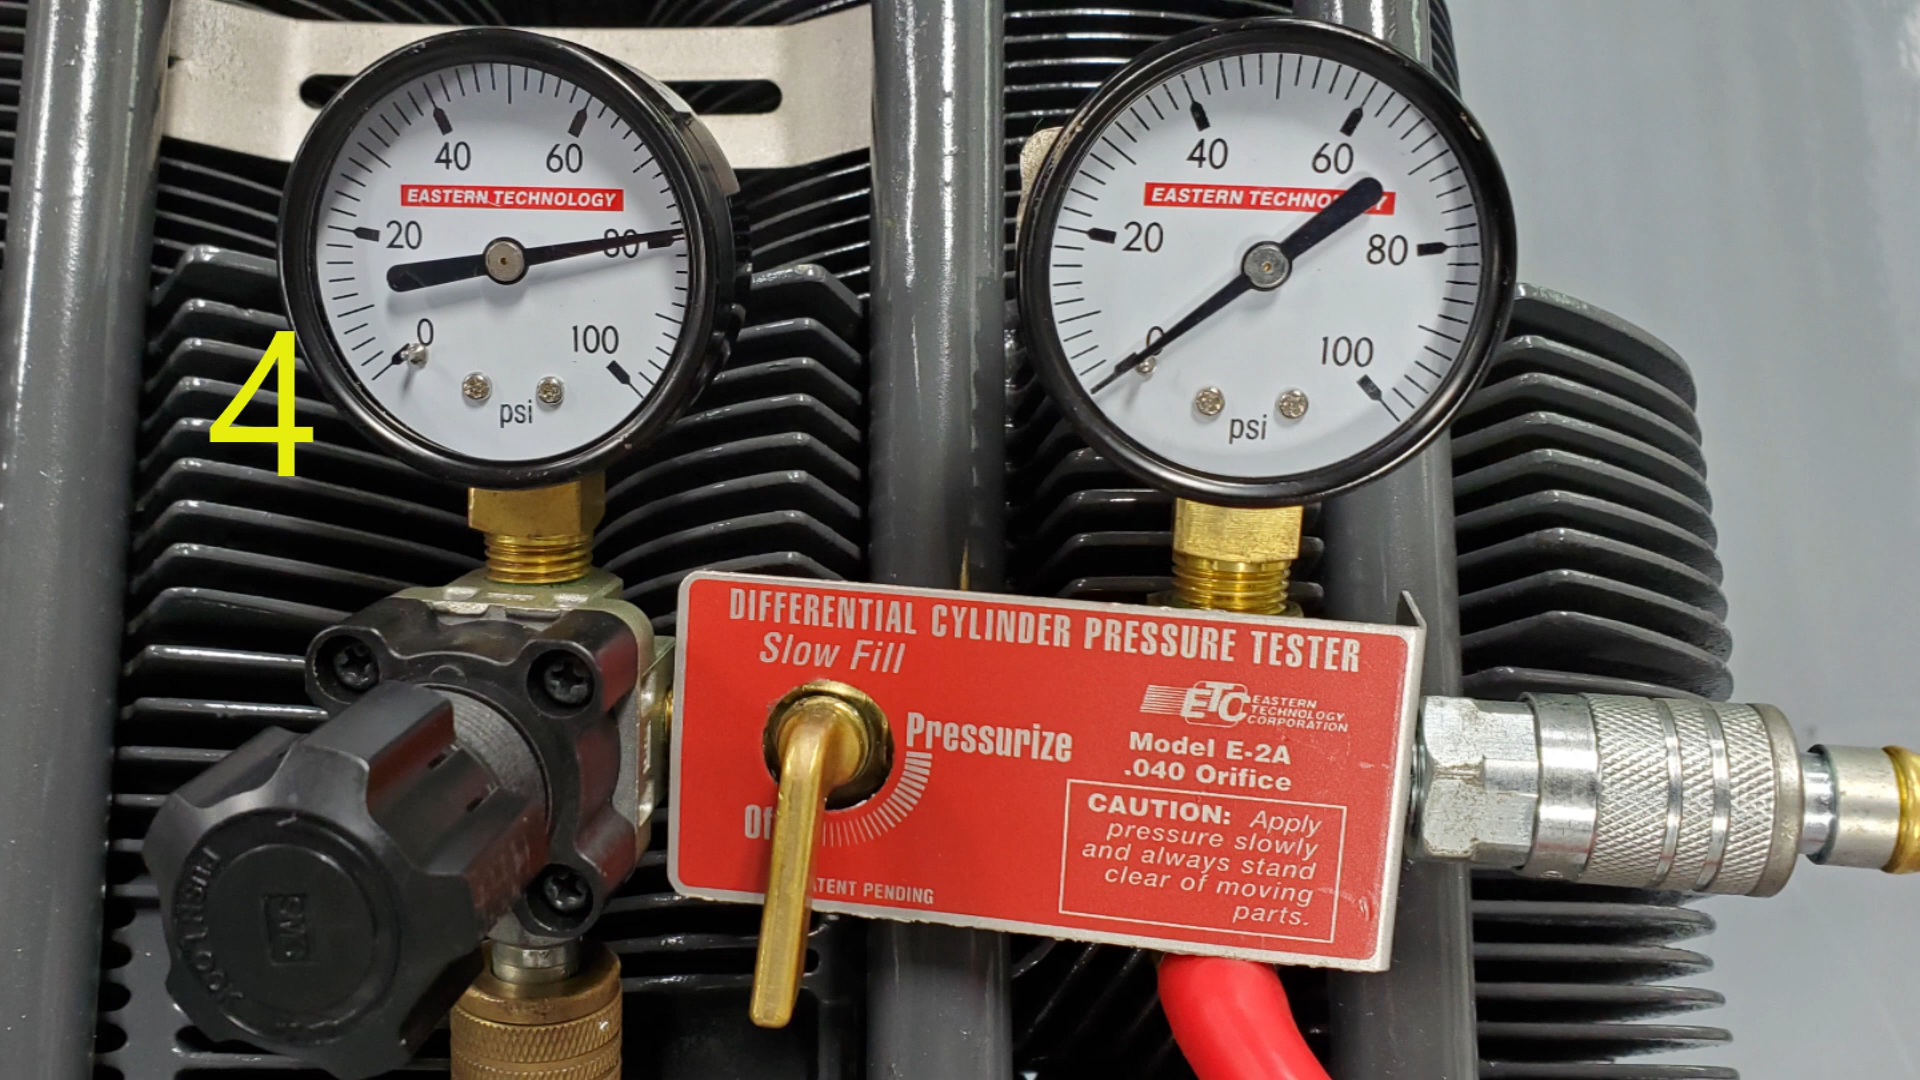 40 60
EASTERN TECHNOLOGY
20 80
0 100
psi
40 60
EASTERN TECHNO Y
20 80
0 100
psi
4
DIFFERENTIAL CYLINDER PRESSURE TESTER
Slow Fill
ETC EASTERN
TECHNOLOGY
CORPORATION
Pressurize
Model E-2A
.040 Orifice
CAUTION: Apply
pressure slowly
and always stand
clear of moving
parts.
PENDING